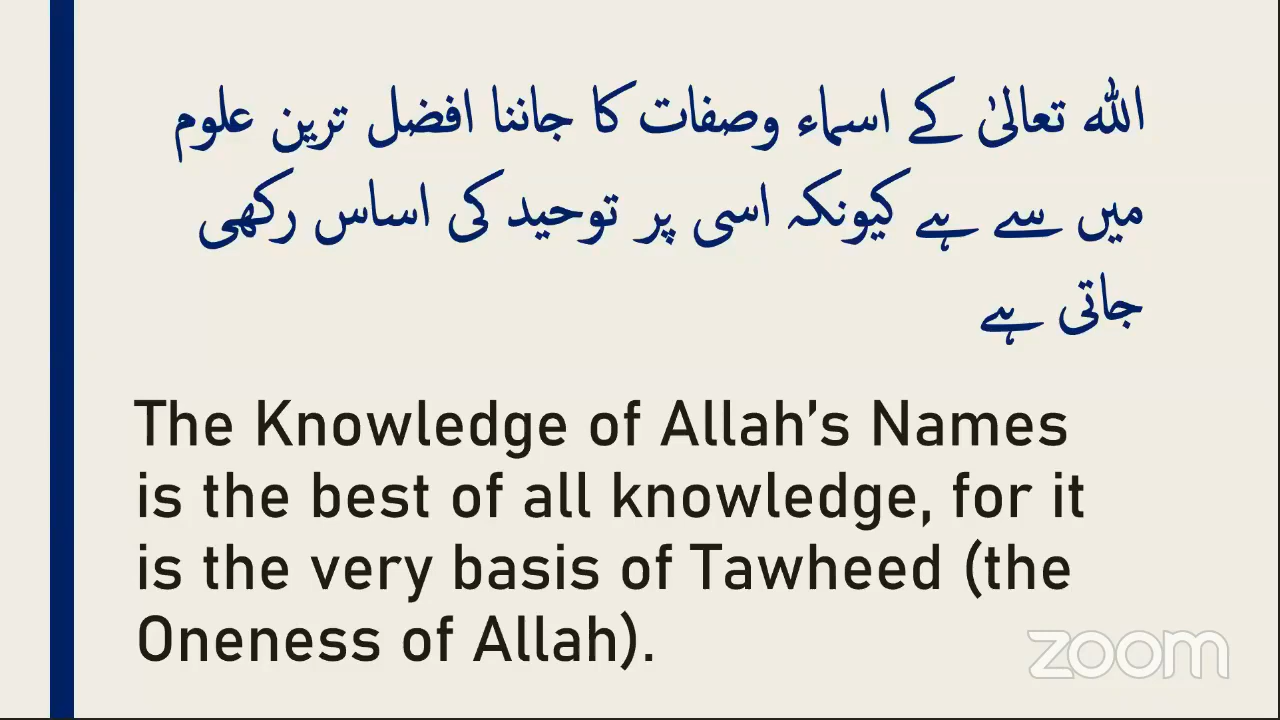 اللہ تعالیٰ کے اسماء وصفات کا جاننا افضل ترین علوم
میں سے ہے کیونکہ اسی پر توحید کی اساس رکھی
جاتی ہے
The Knowledge of Allah’s Names
is the best of all knowledge, for it
is the very basis of Tawheed (the
Oneness of Allah).
zoom